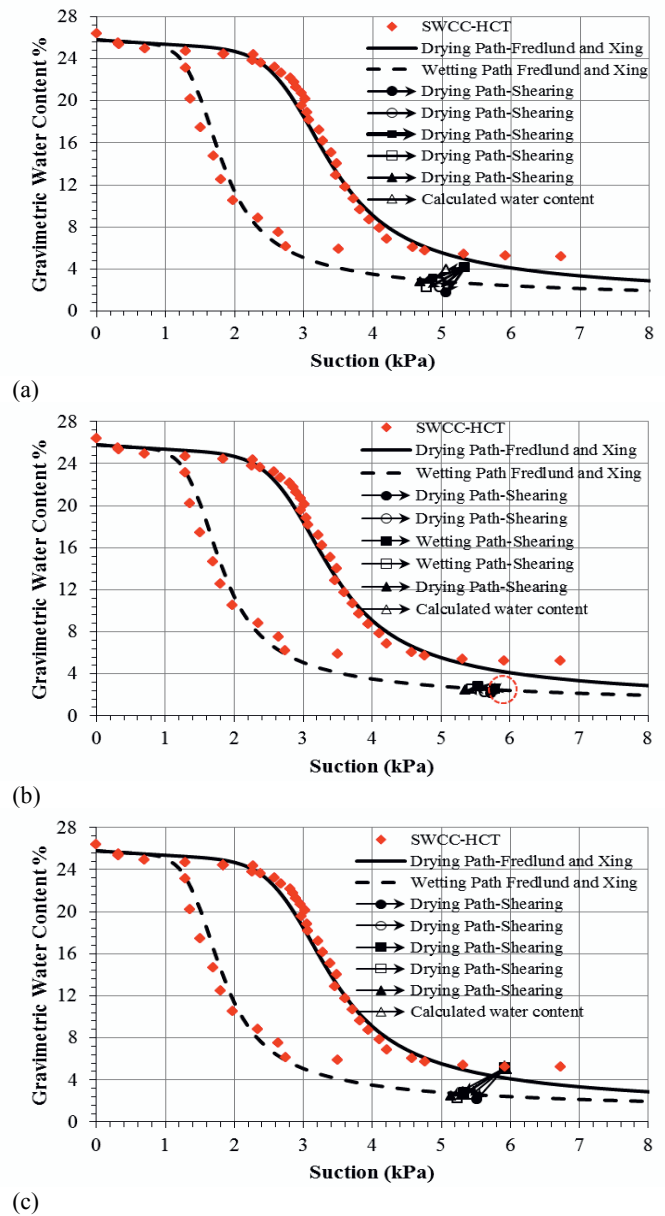 28
24
20
16
12
8
4
0
Gravimetric Water Content %
SWCC-HCT
Drying Path-Fredlund and Xing
Wetting Path Fredlund and Xing
Drying Path-Shearing
Drying Path-Shearing
Drying Path-Shearing
Drying Path-Shearing
Drying Path-Shearing
Calculated water content
0 1 2 3 4 5 6 7 8
Suction (kPa)
(a)
28
24
20
16
12
8
4
0
Gravimetric Water Content %
SWCC-HCT
Drying Path-Fredlund and Xing
Wetting Path Fredlund and Xing
Drying Path-Shearing
Drying Path-Shearing
Wetting Path-Shearing
Wetting Path-Shearing
Drying Path-Shearing
Calculated water content
0 1 2 3 4 5 6 7 8
Suction (kPa)
(b)
28
24
20
16
12
8
4
0
Gravimetric Water Content %
SWCC-HCT
Drying Path-Fredlund and Xing
Wetting Path Fredlund and Xing
Drying Path-Shearing
Drying Path-Shearing
Drying Path-Shearing
Drying Path-Shearing
Drying Path-Shearing
Calculated water content
0 1 2 3 4 5 6 7 8
Suction (kPa)
(c)